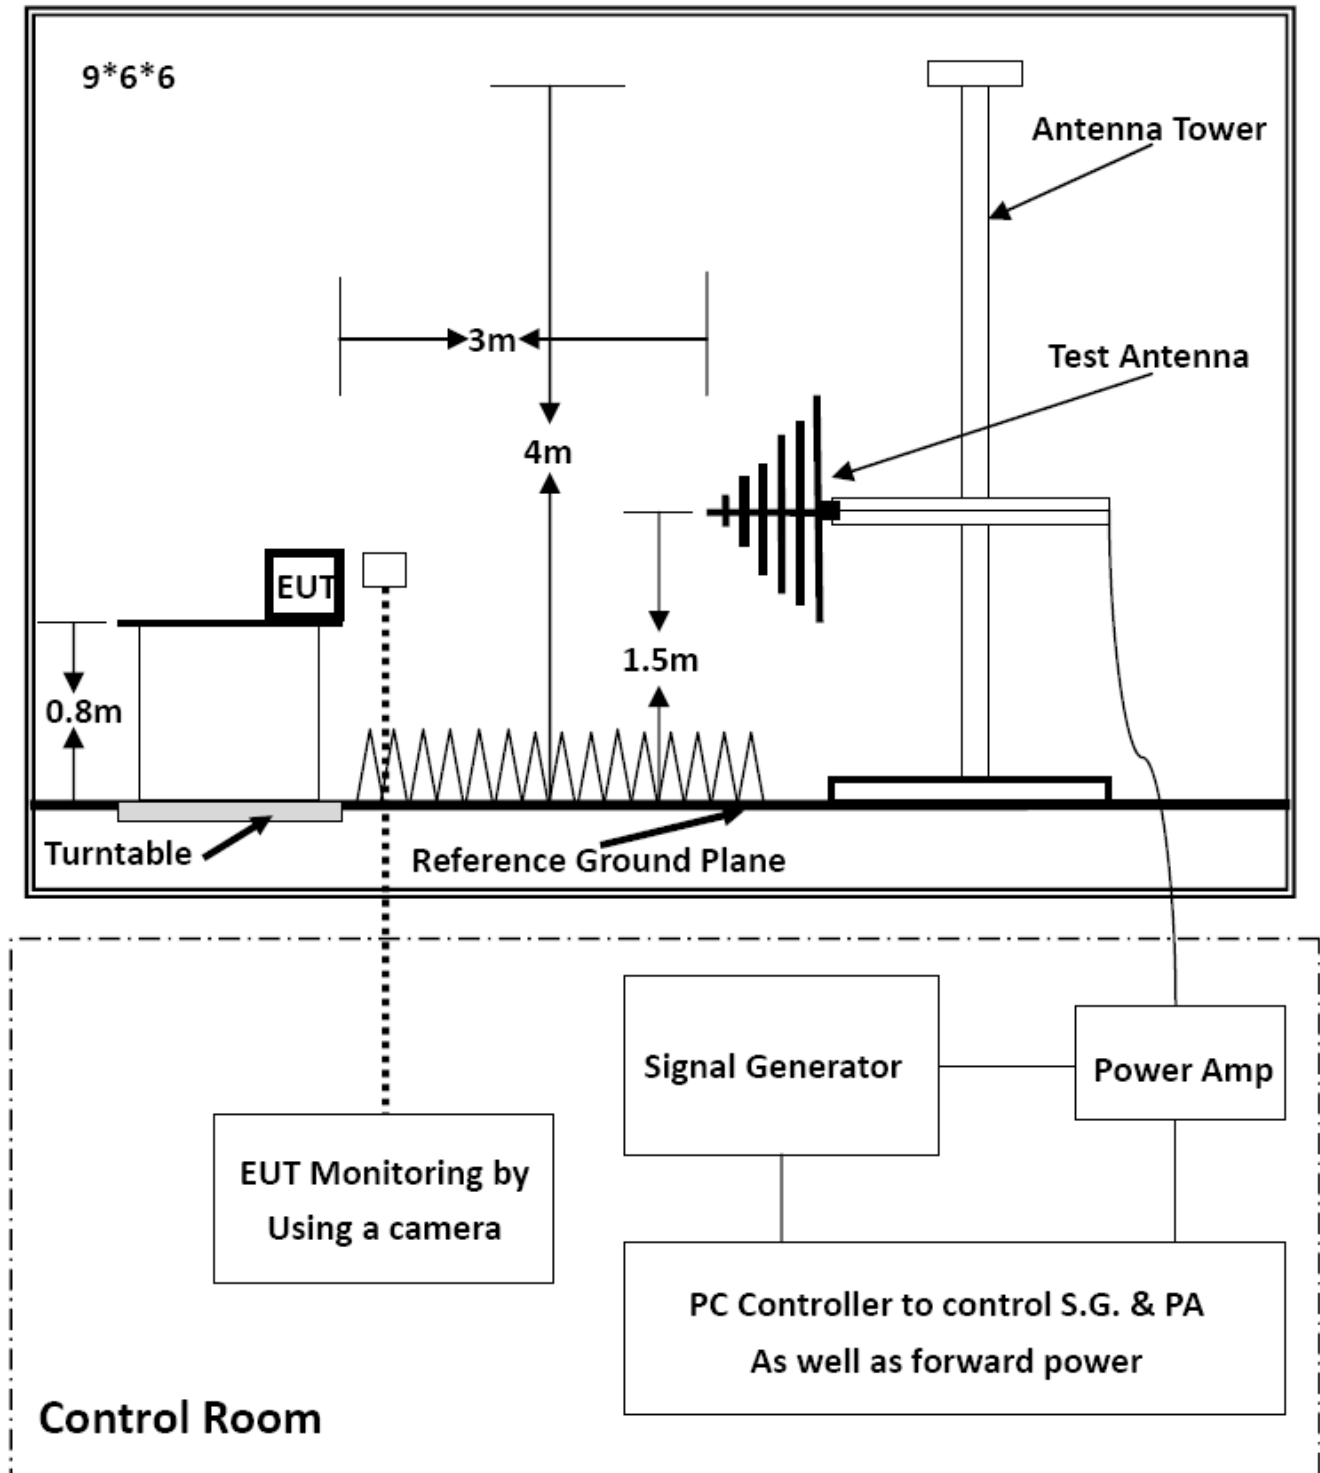 9*6*6
Antenna Tower
3m
Test Antenna
4m
EUT
1.5m
0.8m
Turntable
Reference Ground Plane
Signal Generator
Power Amp
EUT Monitoring by
Using a camera
PC Controller to control S.G. & PA
As well as forward power
Control Room